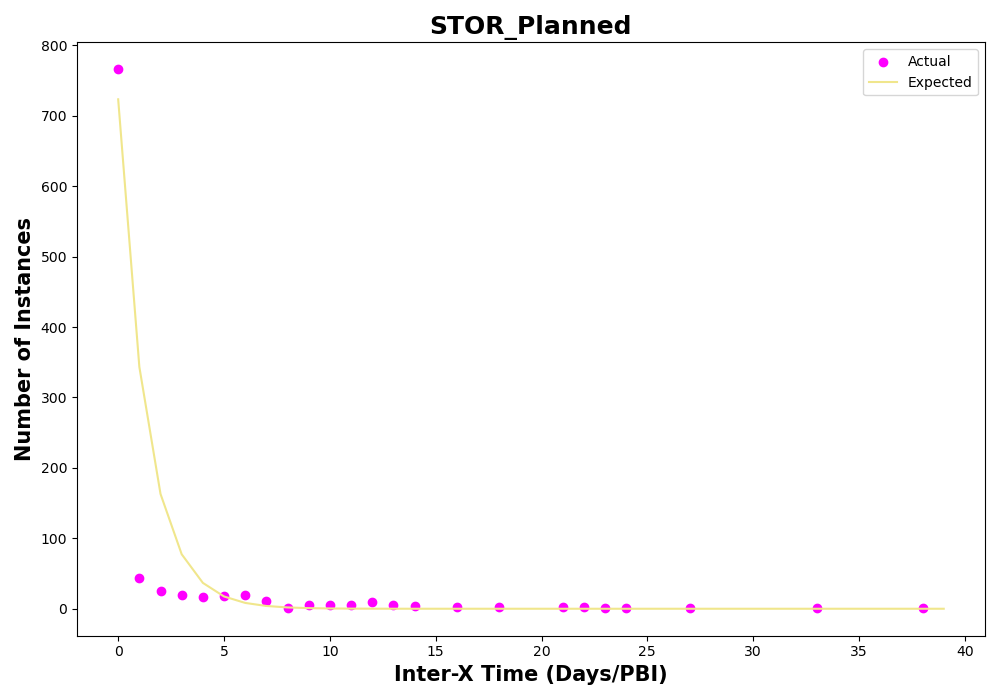 STOR_Planned
800
700
600
500
400
300
200
100
0
Number of Instances
Actual
Expected
0 5 10 15 20 25 30 35 40
Inter-X Time (Days/PBI)